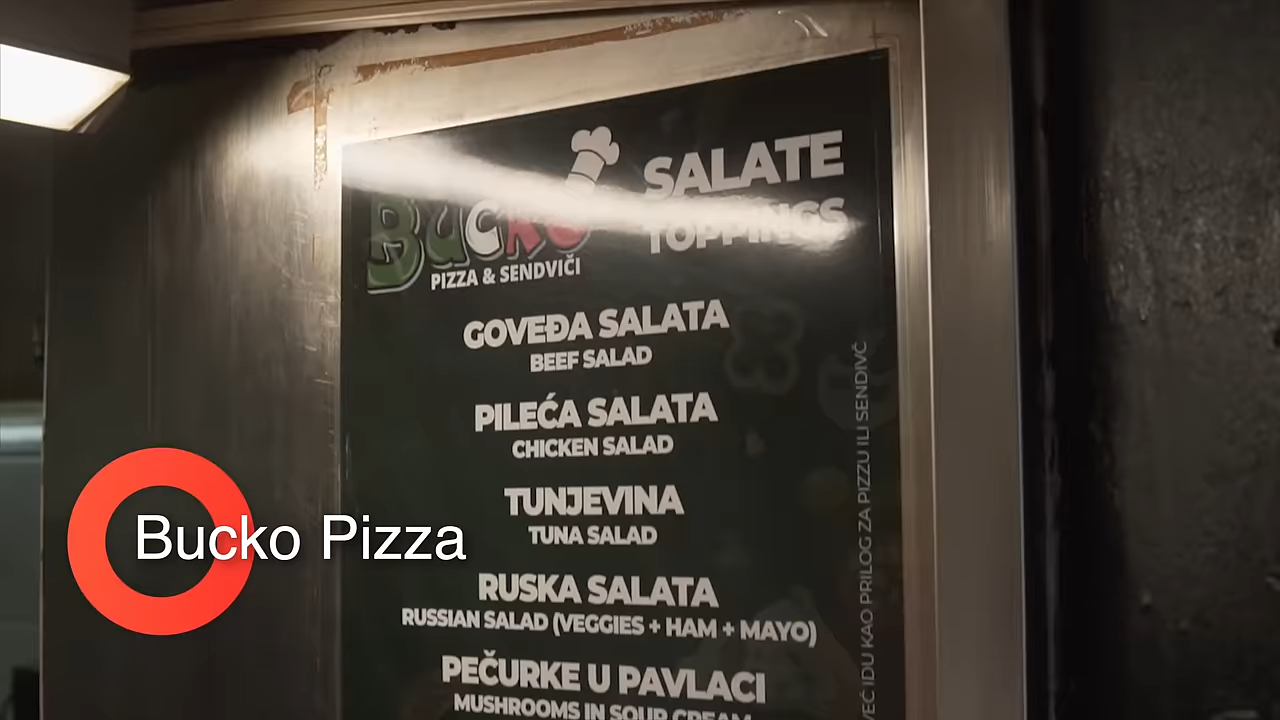 SALATE
TOPPINGS
Bucko
PIZZA & SENDVIČI
GOVEĐA SALATA
BEEF SALAD
PILEĆA SALATA
CHICKEN SALAD
TUNJEVINA
TUNA SALAD
RUSKA SALATA
RUSSIAN SALAD (VEGGIES + HAM + MAYO)
PEČURKE U PAVLACI
MUSHROOMS IN SOUR CREAM
VEĆ IDU KAO PRILOG ZA PIZZU ILI SENDVIČ
Bucko Pizza